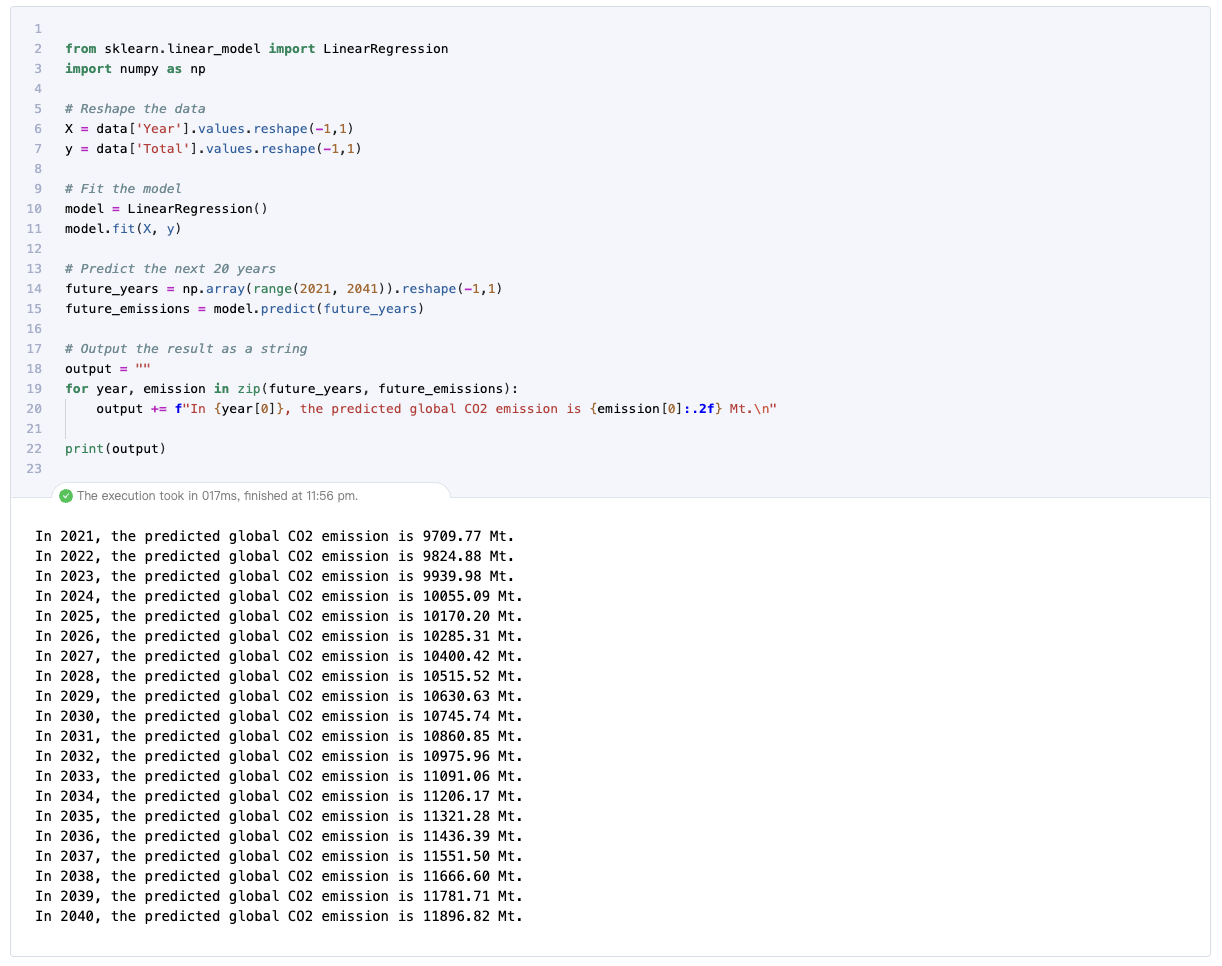 1
2 from sklearn.linear_model import LinearRegression
3 import numpy as np
4
5 # Reshape the data
6 X = data['Year'].values.reshape(-1,1)
7 y = data['Total'].values.reshape(-1,1)
8
9 # Fit the model
10 model = LinearRegression()
11 model.fit(X, y)
12
13 # Predict the next 20 years
14 future_years = np.array(range(2021, 2041)).reshape(-1,1)
15 future_emissions = model.predict(future_years)
16
17 # Output the result as a string
18 output = ""
19 for year, emission in zip(future_years, future_emissions):
20     output += f"In {year[0]}, the predicted global CO2 emission is {emission[0]:.2f} Mt.\n"
21
22 print(output)
23
The execution took in 017ms, finished at 11:56 pm.
In 2021, the predicted global CO2 emission is 9709.77 Mt.
In 2022, the predicted global CO2 emission is 9824.88 Mt.
In 2023, the predicted global CO2 emission is 9939.98 Mt.
In 2024, the predicted global CO2 emission is 10055.09 Mt.
In 2025, the predicted global CO2 emission is 10170.20 Mt.
In 2026, the predicted global CO2 emission is 10285.31 Mt.
In 2027, the predicted global CO2 emission is 10400.42 Mt.
In 2028, the predicted global CO2 emission is 10515.52 Mt.
In 2029, the predicted global CO2 emission is 10630.63 Mt.
In 2030, the predicted global CO2 emission is 10745.74 Mt.
In 2031, the predicted global CO2 emission is 10860.85 Mt.
In 2032, the predicted global CO2 emission is 10975.96 Mt.
In 2033, the predicted global CO2 emission is 11091.06 Mt.
In 2034, the predicted global CO2 emission is 11206.17 Mt.
In 2035, the predicted global CO2 emission is 11321.28 Mt.
In 2036, the predicted global CO2 emission is 11436.39 Mt.
In 2037, the predicted global CO2 emission is 11551.50 Mt.
In 2038, the predicted global CO2 emission is 11666.60 Mt.
In 2039, the predicted global CO2 emission is 11781.71 Mt.
In 2040, the predicted global CO2 emission is 11896.82 Mt.